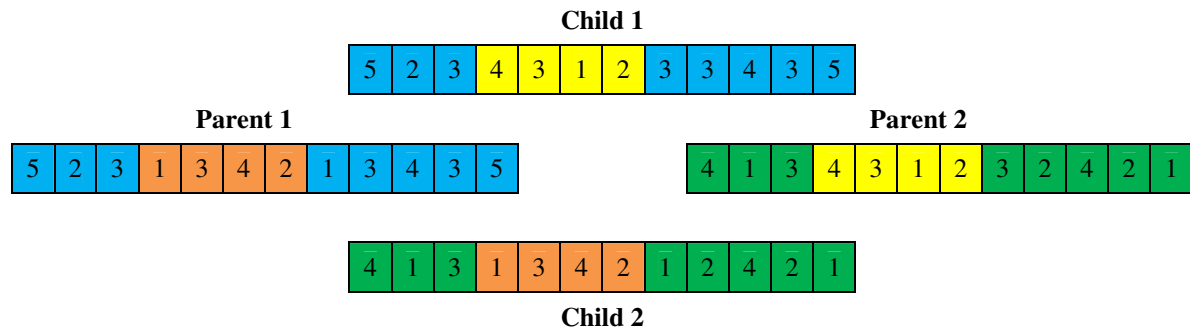 Child 1
5 2 3 4 3 1 2 3 3 4 3 5
Parent 1 Parent 2
5 2 3 1 3 4 2 1 3 4 3 5 4 1 3 4 3 1 2 3 2 4 2 1
4 1 3 1 3 4 2 1 2 4 2 1
Child 2